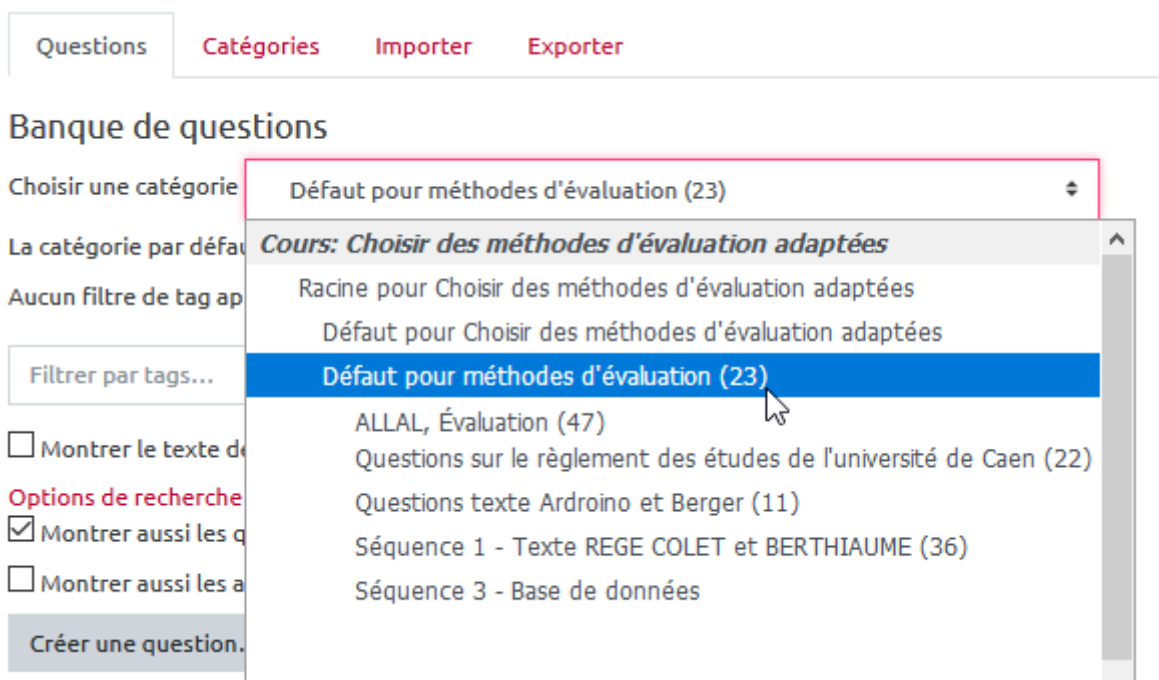 Questions Catégories Importer Exporter
Banque de questions
Choisir une catégorie Défaut pour méthodes d'évaluation (23)
La catégorie par Cours: Choisir des méthodes d'évaluation adaptées
Racine pour Choisir des méthodes d'évaluation adaptées
Aucun filtre de tag
Défaut pour Choisir des méthodes d'évaluation adaptées
Filtrer par tags... Défaut pour méthodes d'évaluation (23)
ALLAL, Évaluation (47)
Montrer le texte
Questions sur le règlement des études de l'université de Caen (22)
Options de recherche Questions texte Ardroino et Berger (11)
Montrer aussi les Séquence 1 - Texte REGE COLET et BERTHIAUME (36)
Montrer aussi les Séquence 3 - Base de données
Créer une question.